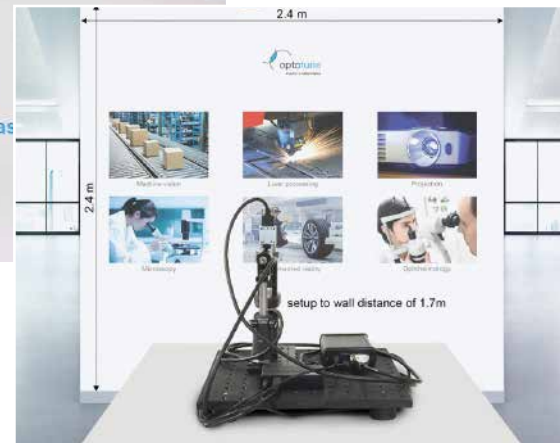 2.4 m
optotune
2.4 m
as
Machine vision
Laser processing
Projection
Microscopy
Ophthalmology
setup to wall distance of 1.7m